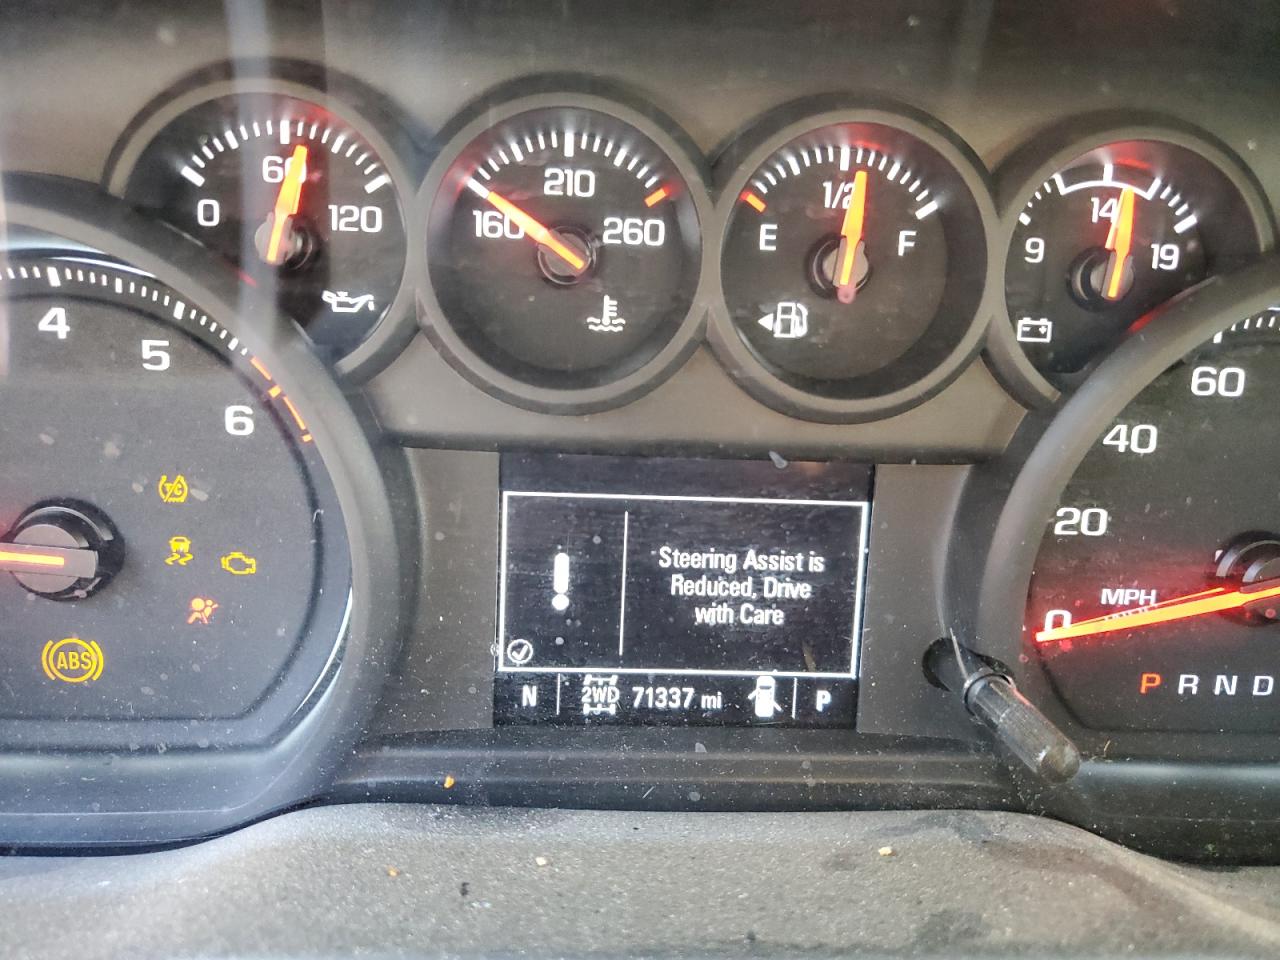 60
0
120
210
160
260
1/2
E
F
14
9
19
4
5
6
T/C
ABS
60
40
20
0
MPH
P R N D
Steering Assist is
Reduced, Drive
with Care
N
2WD
71337 mi
P